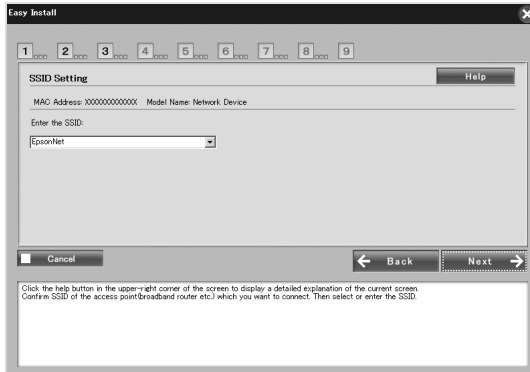 Easy Install
1 2 3 4 5 6 7 8 9
SSID Setting
Help
MAC Address: XXXXXXXXXXXX Model Name: Network Device
Enter the SSID:
EpsonNet
Cancel
Back
Next
Click the help button in the upper-right corner of the screen to display a detailed explanation of the current screen.
Confirm SSID of the access point(broadband router etc.) which you want to connect. Then select or enter the SSID.